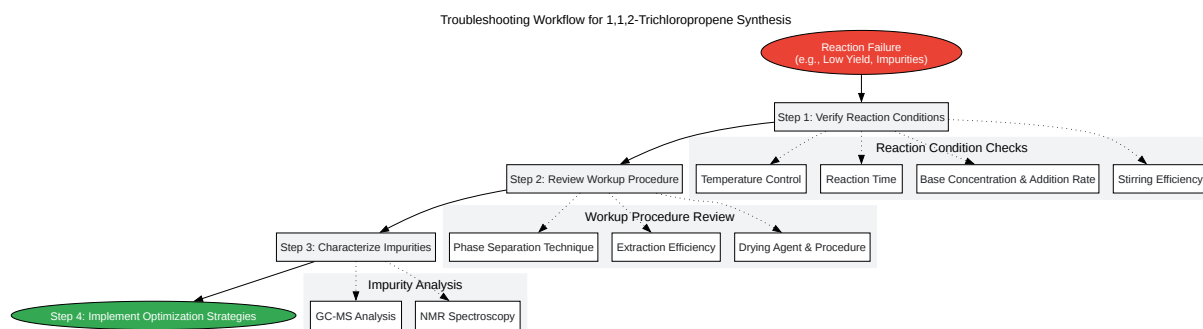 Troubleshooting Workflow for 1,1,2-Trichloropropene Synthesis
Reaction Failure
(e.g., Low Yield, Impurities)
Step 1: Verify Reaction Conditions
Reaction Condition Checks
Temperature Control
Reaction Time
Base Concentration & Addition Rate
Stirring Efficiency
Step 2: Review Workup Procedure
Workup Procedure Review
Phase Separation Technique
Extraction Efficiency
Drying Agent & Procedure
Step 3: Characterize Impurities
Impurity Analysis
GC-MS Analysis
NMR Spectroscopy
Step 4: Implement Optimization Strategies